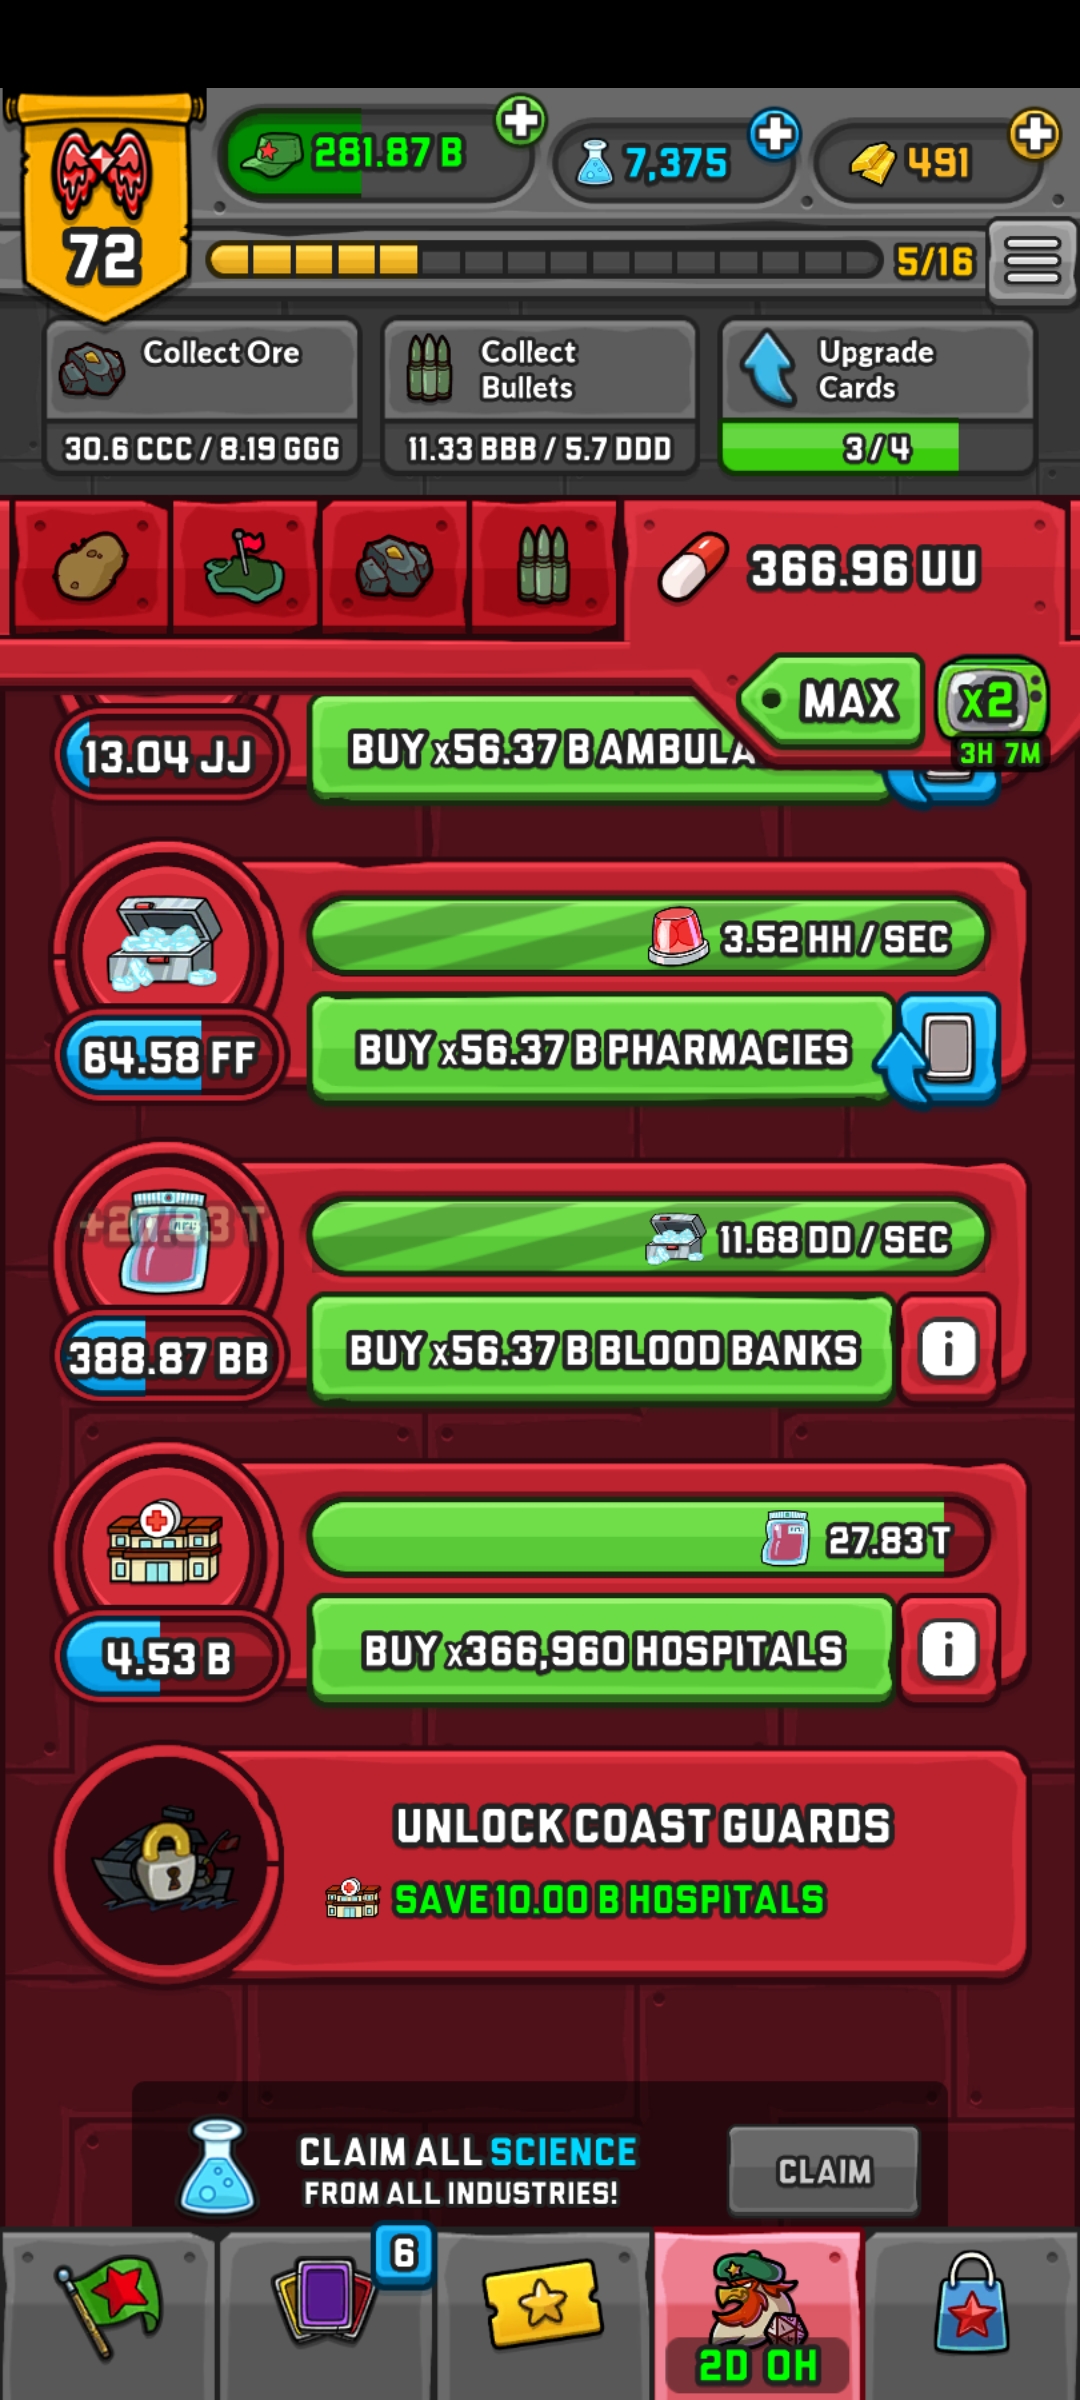 72
281.87 B
7,375
491
5/16
Collect Ore
30.6 CCC / 8.19 GGG
Collect
Bullets
11.33 BBB / 5.7 DDD
Upgrade
Cards
3/4
366.96 UU
MAX
x2
3H 7M
13.04 JJ
BUY x56.37 B AMBULA
3.52 HH / SEC
64.58 FF
BUY x56.37 B PHARMACIES
+27.83 T
11.68 DD / SEC
388.87 BB
BUY x56.37 B BLOOD BANKS
27.83 T
4.53 B
BUY x366,960 HOSPITALS
UNLOCK COAST GUARDS
SAVE 10.00 B HOSPITALS
CLAIM ALL SCIENCE
FROM ALL INDUSTRIES!
CLAIM
6
2D 0H